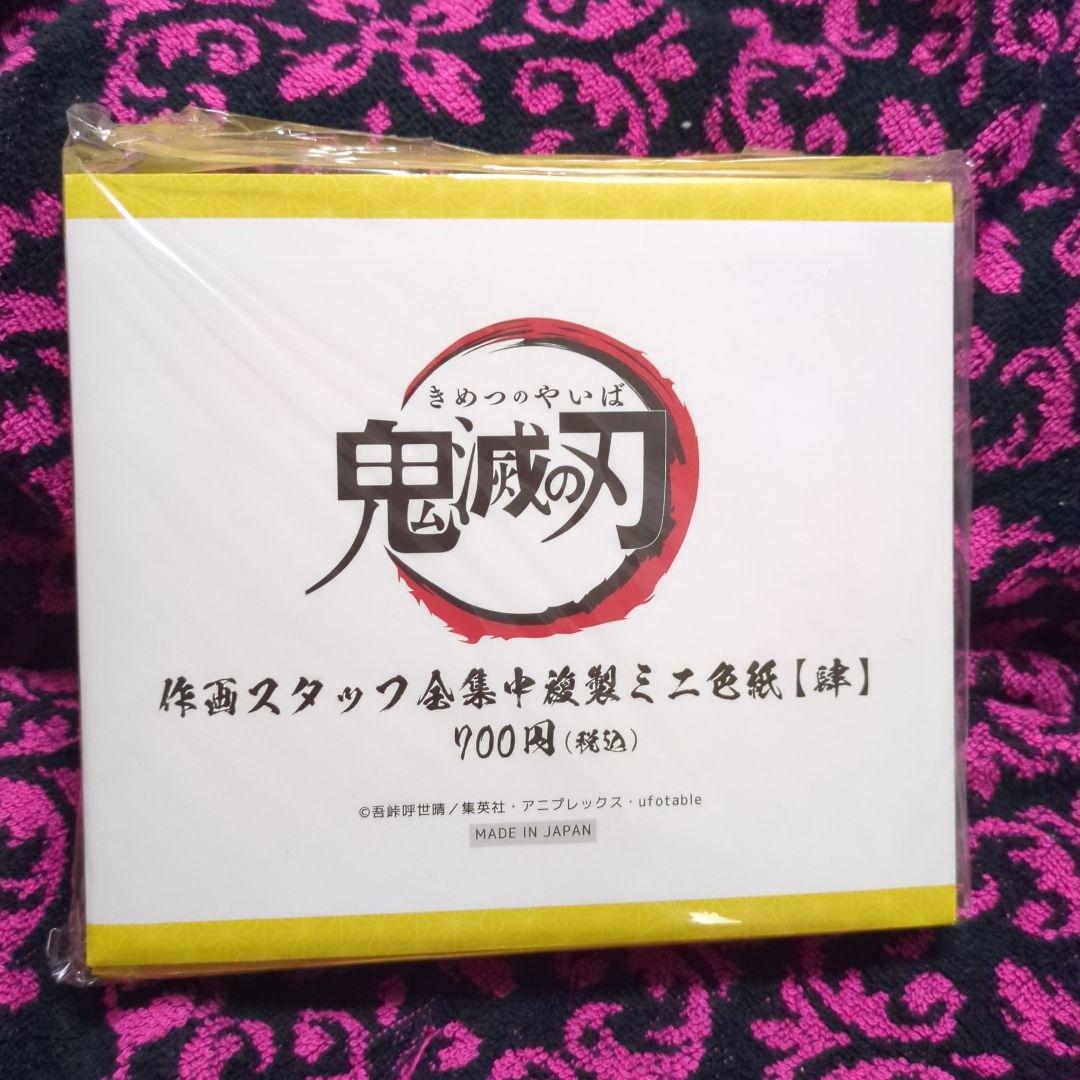 きめつのやいば
鬼滅の刃
作画スタッフ全集中複製ミニ色紙【肆】
700円(税込)
©吾峠呼世晴／集英社・アニプレックス・ufotable
MADE IN JAPAN